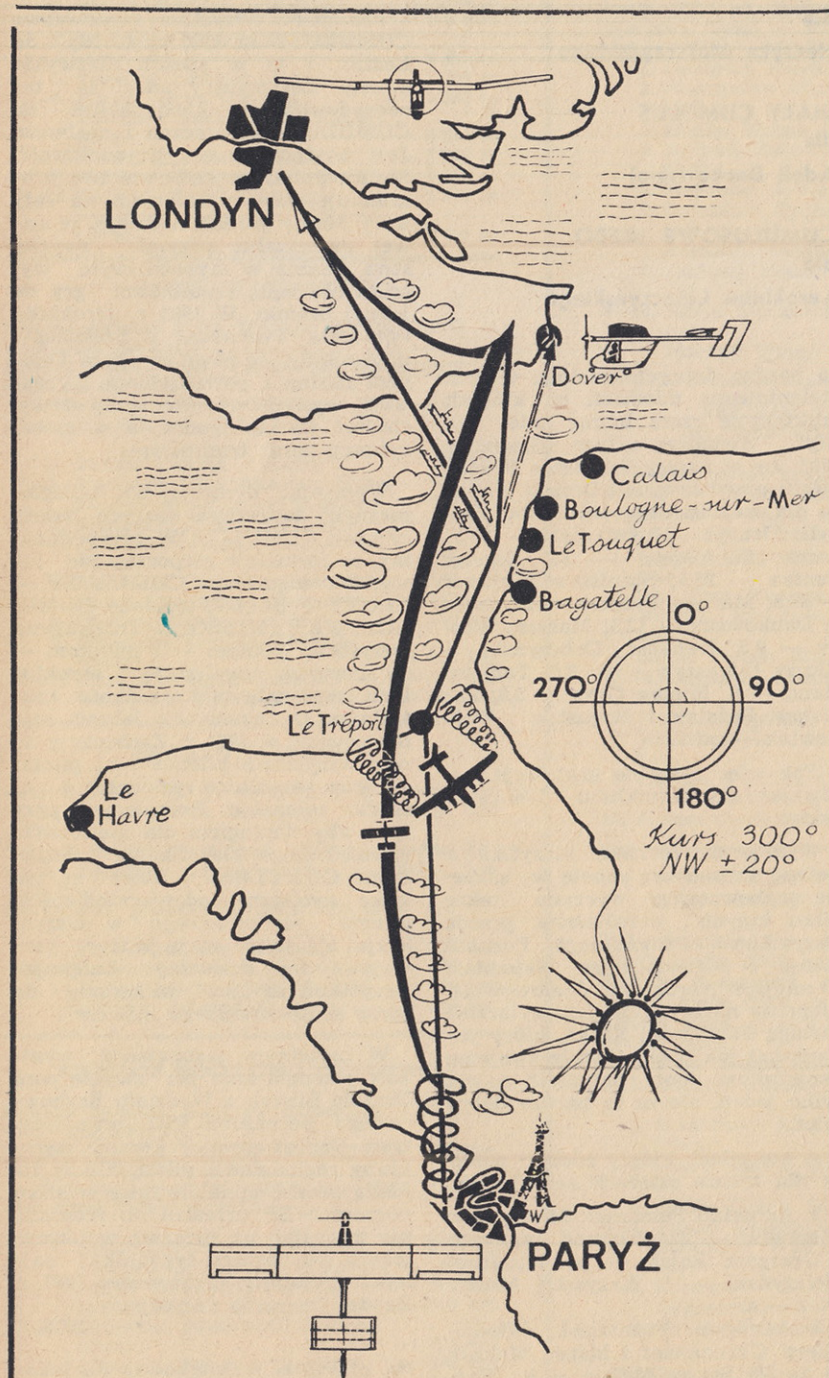 LONDYN
Dover
Calais
Boulogne-sur-Mer
Le Touquet
Bagatelle
0°
270°
90°
180°
Le Tréport
Le
Havre
Kurs 300°
NW ± 20°
W
PARYŻ